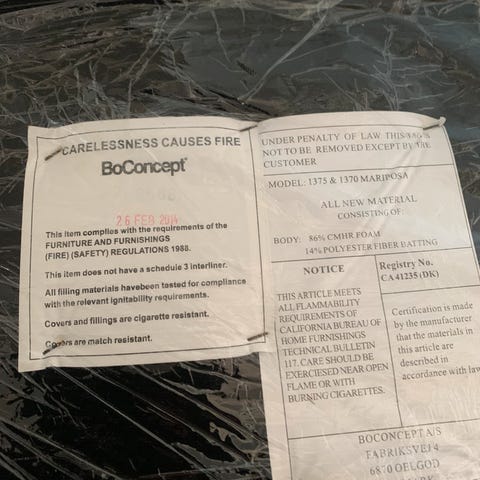 CARELESSNESS CAUSES FIRE
BoConcept®
26 FEB 2014
This item complies with the requirements of the
FURNITURE AND FURNISHINGS
(FIRE) (SAFETY) REGULATIONS 1988.
This item does not have a schedule 3 interliner.
All filling materials havebeen tested for compliance
with the relevant ignitability requirements.
Covers and fillings are cigarette resistant.
Covers are match resistant.
UNDER PENALTY OF LAW THIS TAG IS
NOT TO BE REMOVED EXCEPT BY THE
CUSTOMER
MODEL: 1375 & 1370 MARIPOSA
ALL NEW MATERIAL
CONSISTING OF:
BODY: 86% CMHR FOAM
14% POLYESTER FIBER BATTING
NOTICE
THIS ARTICLE MEETS
ALL FLAMMABILITY
REQUIREMENTS OF
CALIFORNIA BUREAU OF
HOME FURNISHINGS
TECHNICAL BULLETIN
117. CARE SHOULD BE
EXERCIESED NEAR OPEN
FLAME OR WITH
BURNING CIGARETTES.
Registry No.
CA 41235 (DK)
Certification is made
by the manufacturer
that the materials in
this article are
described in
accordance with law
BOCONCEPT A/S
FABRIKSVEJ 4
6870 OELGOD